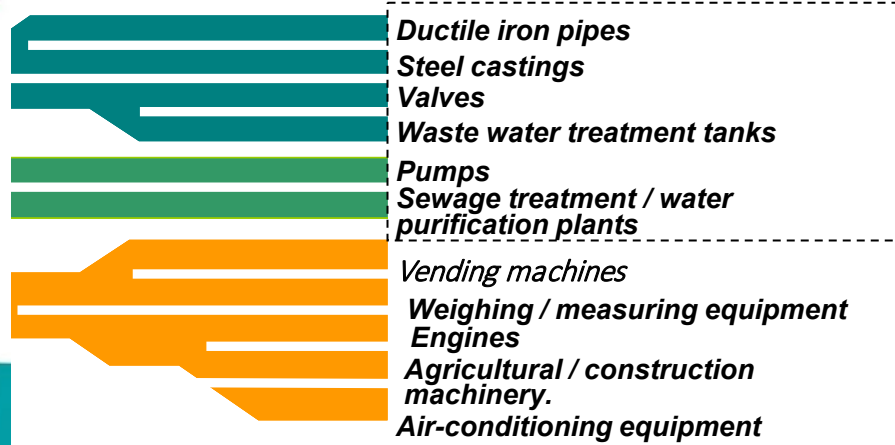 Ductile iron pipes
Steel castings
Valves
Waste water treatment tanks
Pumps
Sewage treatment / water
purification plants
Vending machines
Weighing / measuring equipment
Engines
Agricultural / construction
machinery.
Air-conditioning equipment